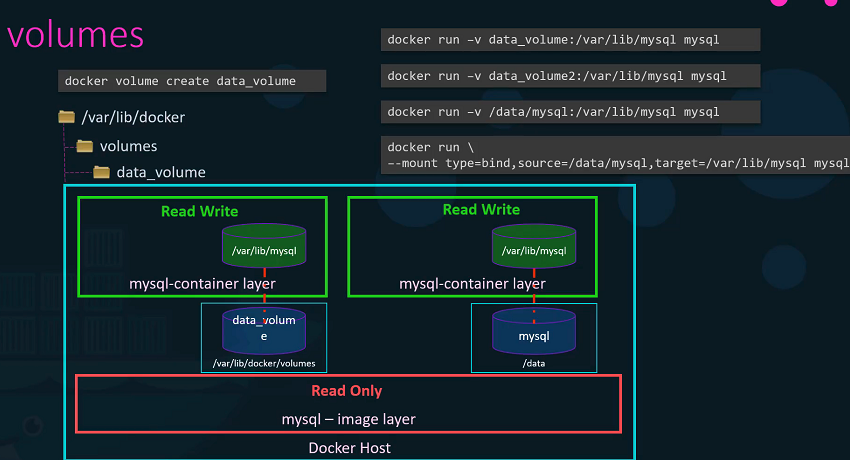 volumes
docker volume create data_volume
/var/lib/docker
volumes
data_volume
docker run –v data_volume:/var/lib/mysql mysql
docker run –v data_volume2:/var/lib/mysql mysql
docker run –v /data/mysql:/var/lib/mysql mysql
docker run \
--mount type=bind,source=/data/mysql,target=/var/lib/mysql mysql
Read Write
/var/lib/mysql
mysql-container layer
data_volum
e
/var/lib/docker/volumes
Read Write
/var/lib/mysql
mysql-container layer
mysql
/data
Read Only
mysql – image layer
Docker Host